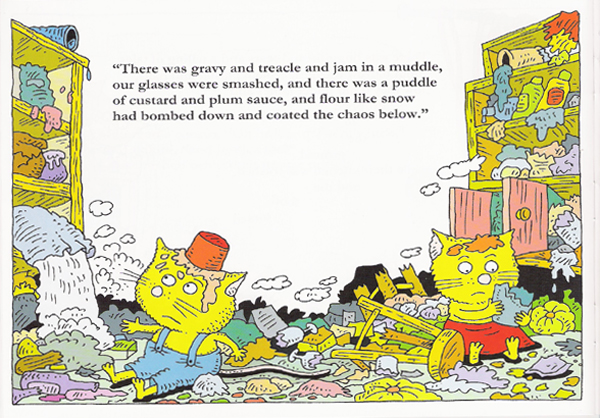 “There was gravy and treacle and jam in a muddle,
our glasses were smashed, and there was a puddle
of custard and plum sauce, and flour like snow
had bombed down and coated the chaos below.”